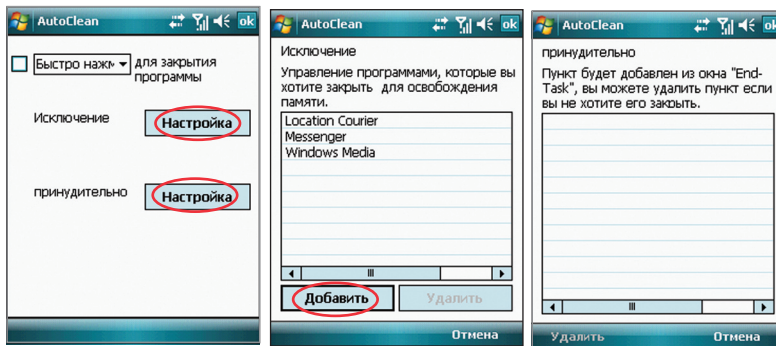 AutoClean
ok
Быстро нажм
для закрытия
программы
Исключение
Настройка
принудительно
Настройка
AutoClean
ok
Исключение
Управление программами, которые вы
хотите закрыть для освобождения
памяти.
Location Courier
Messenger
Windows Media
Добавить
Удалить
Отмена
AutoClean
ok
принудительно
Пункт будет добавлен из окна "End-
Task", вы можете удалить пункт если
вы не хотите его закрыть.
Удалить
Отмена